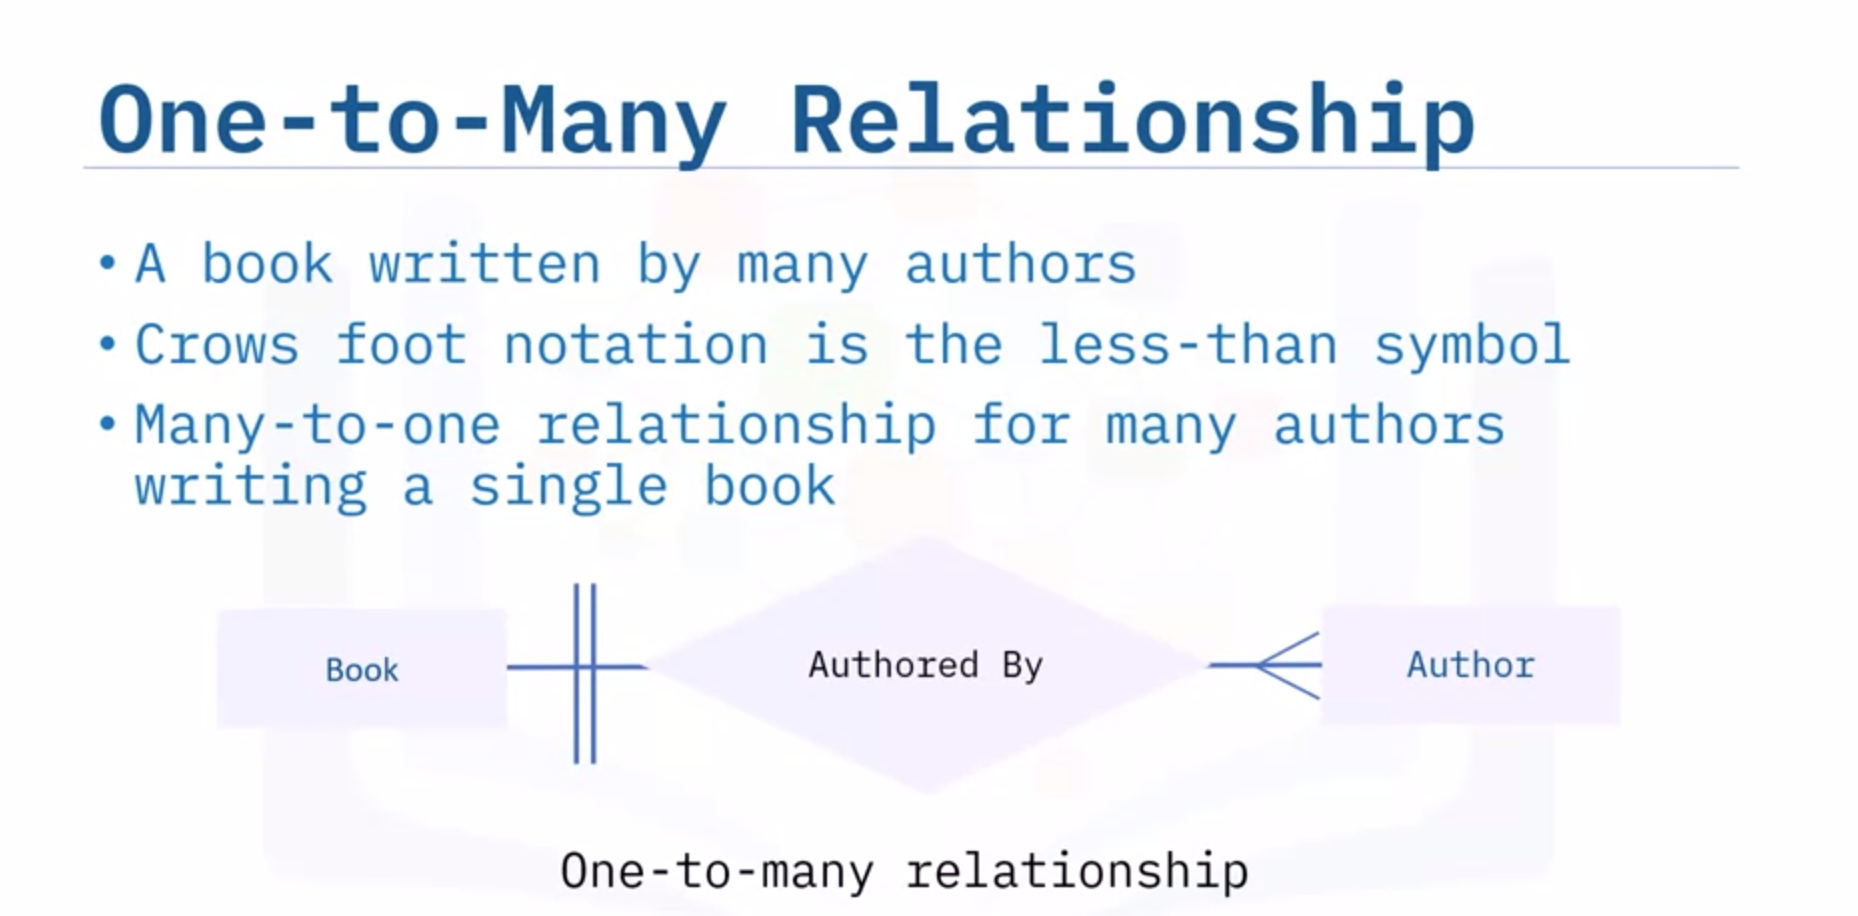 One-to-Many Relationship
• A book written by many authors
• Crows foot notation is the less-than symbol
• Many-to-one relationship for many authors
writing a single book
Book
Authored By
Author
One-to-many relationship